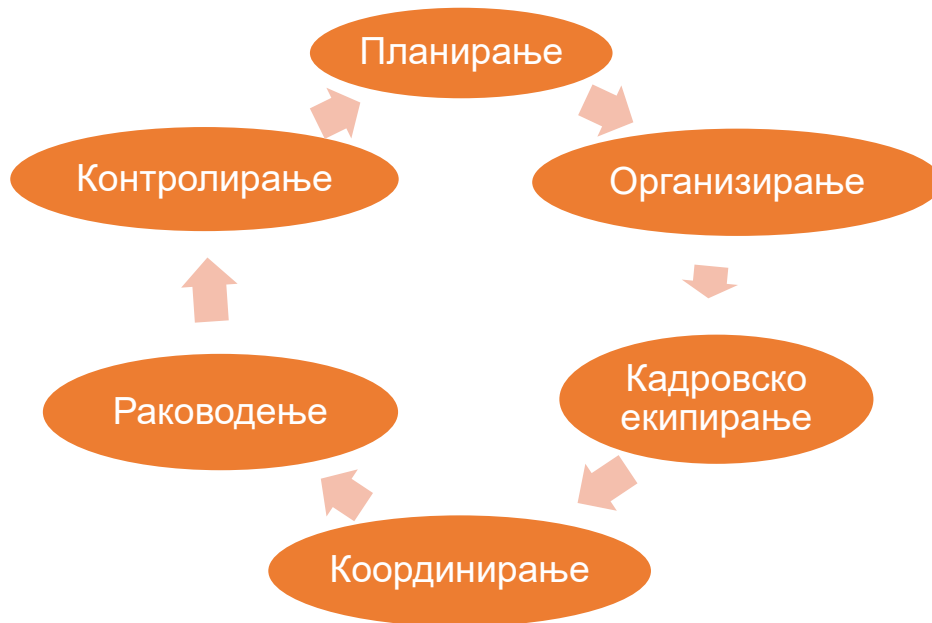 Планирање
Организирање
Кадровско
екипирање
Координирање
Раководење
Контролирање